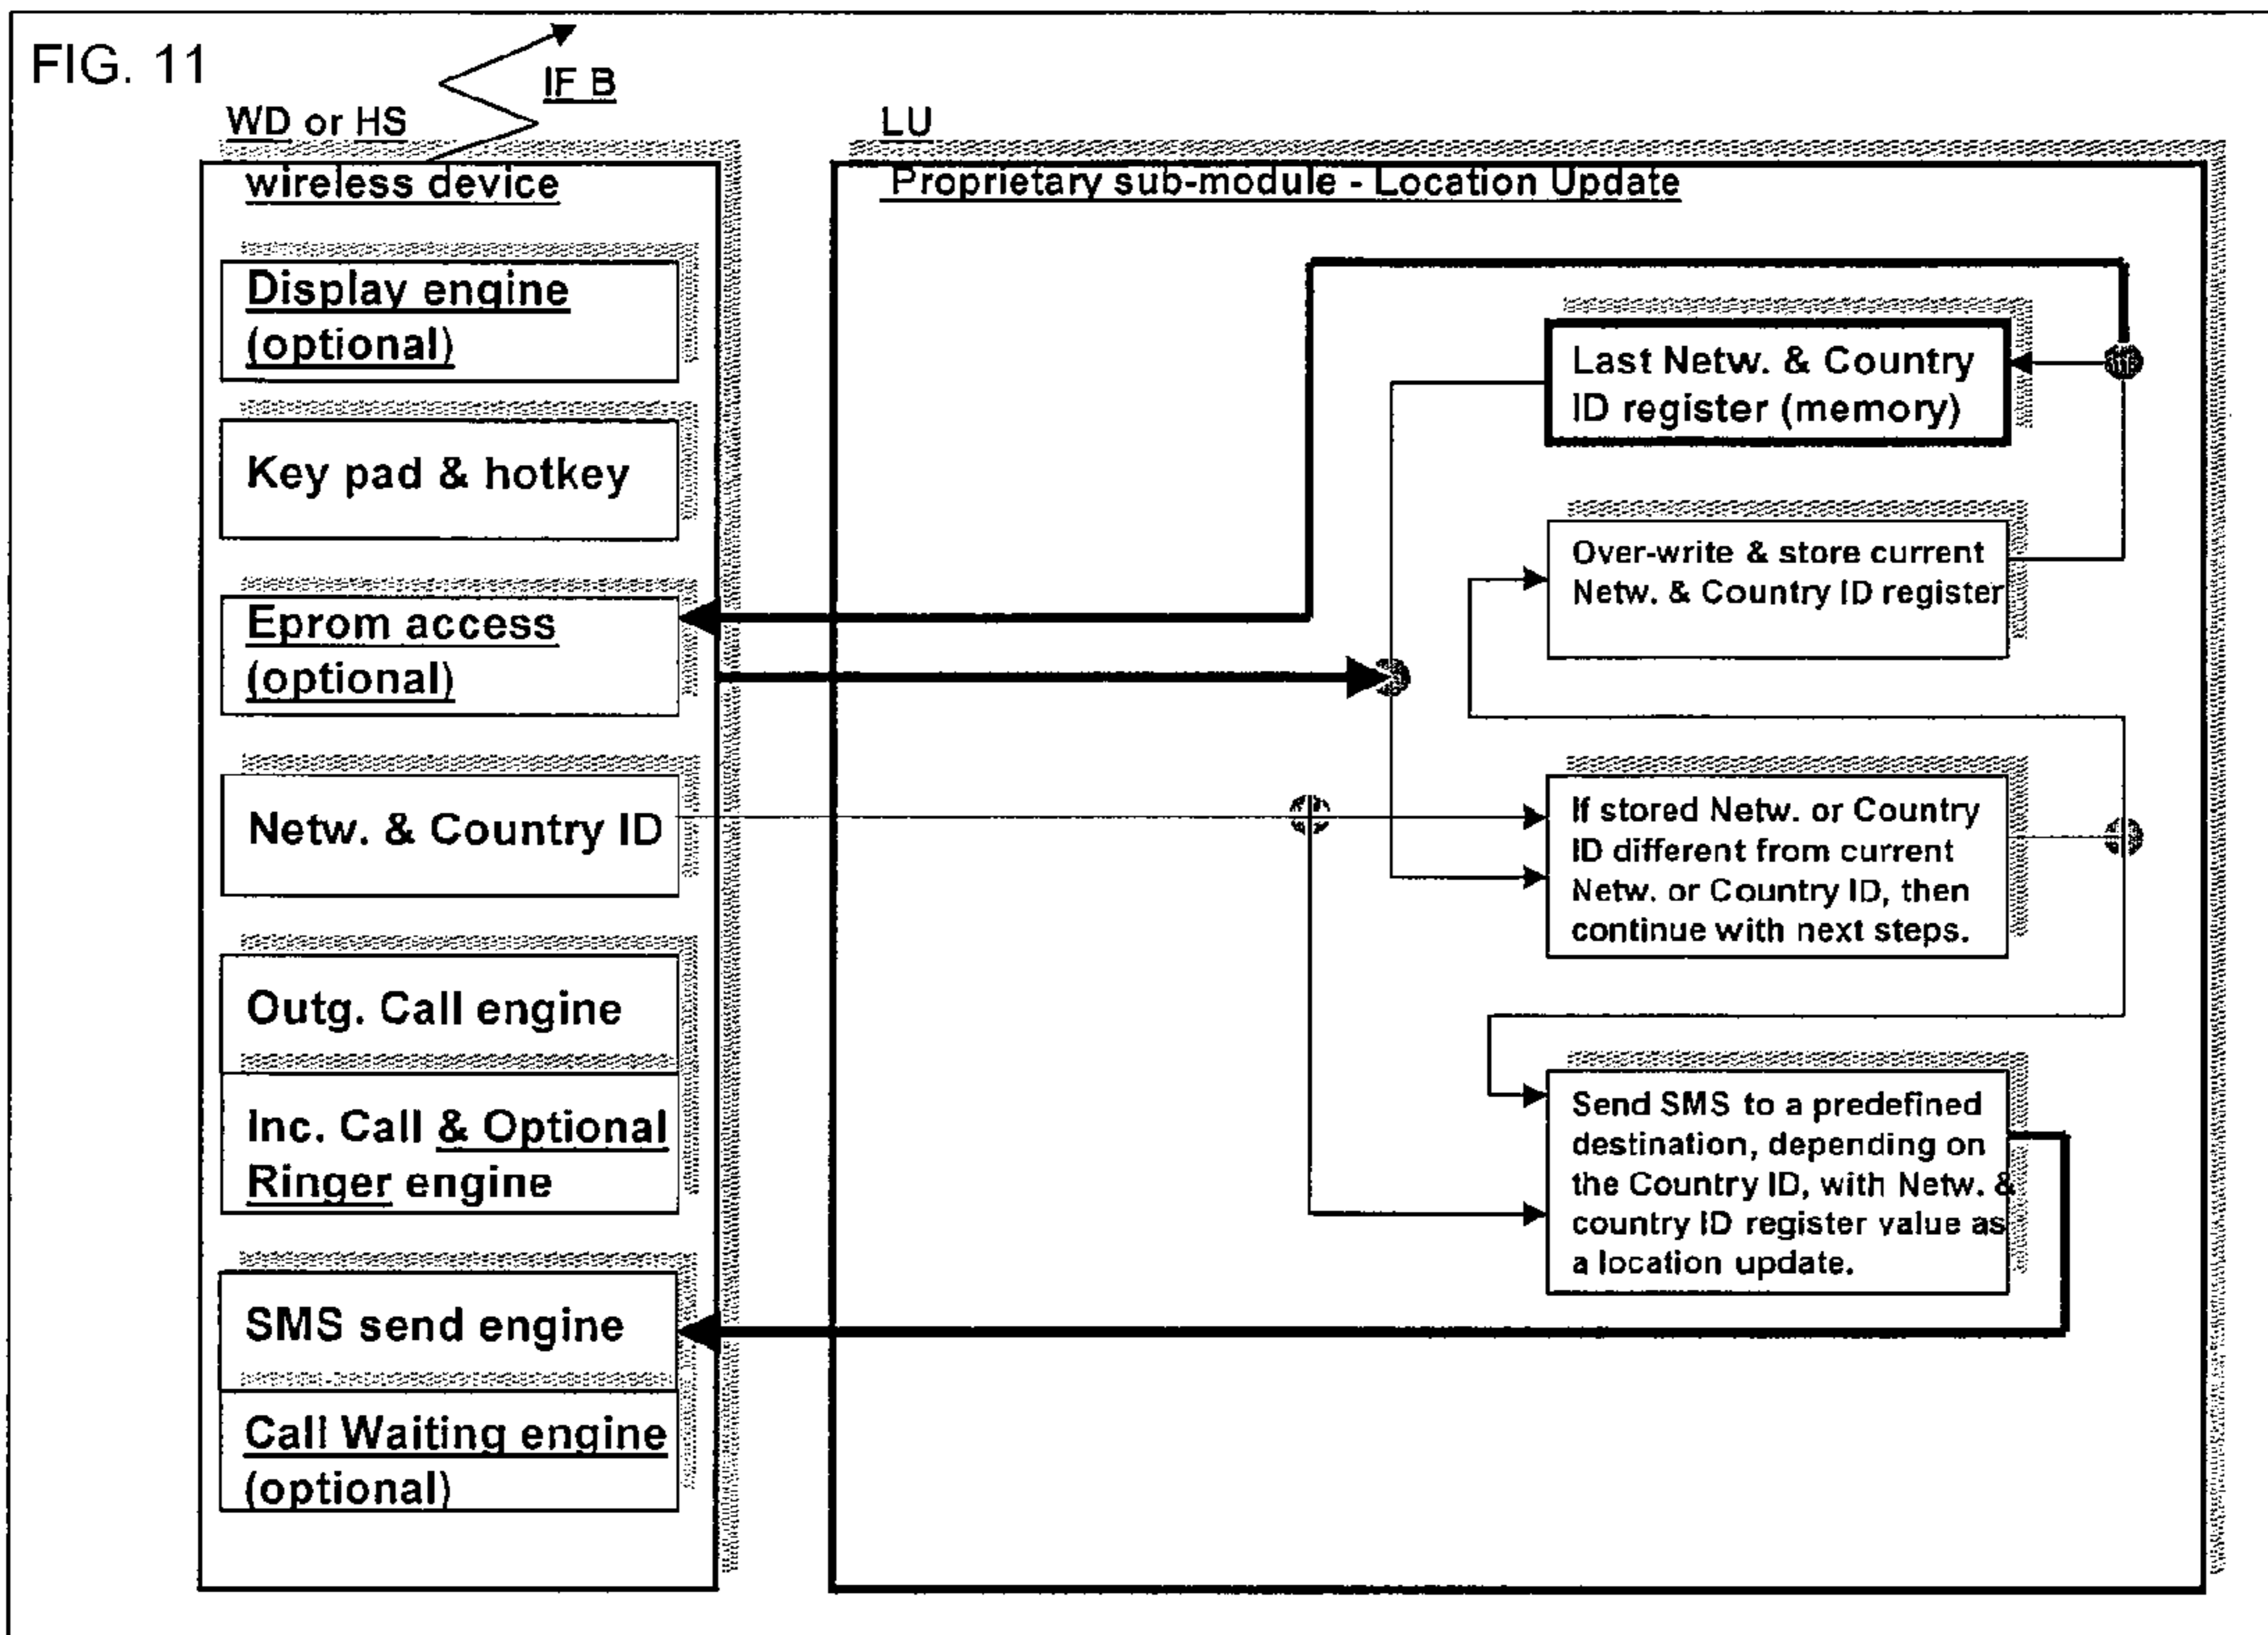 FIG. 11
IF B
WD or HS
wireless device
Display engine
(optional)
Key pad & hotkey
Eprom access
(optional)
Netw. & Country ID
Outg. Call engine
Inc. Call & Optional
Ringer engine
SMS send engine
Call Waiting engine
(optional)
LU
Proprietary sub-module - Location Update
Last Netw. & Country
ID register (memory)
Over-write & store current
Netw. & Country ID register
If stored Netw. or Country
ID different from current
Netw. or Country ID, then
continue with next steps.
Send SMS to a predefined
destination, depending on
the Country ID, with Netw. &
country ID register value as
a location update.